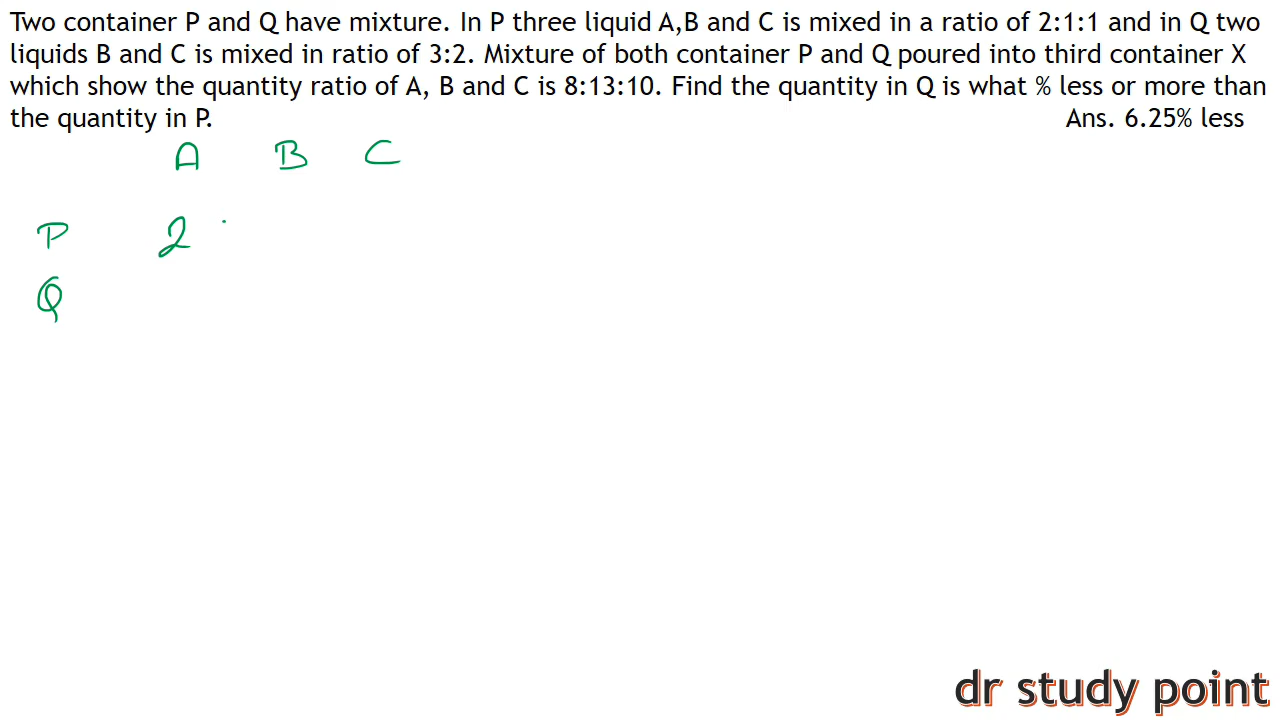 Two container P and Q have mixture. In P three liquid A,B and C is mixed in a ratio of 2:1:1 and in Q two
liquids B and C is mixed in ratio of 3:2. Mixture of both container P and Q poured into third container X
which show the quantity ratio of A, B and C is 8:13:10. Find the quantity in Q is what % less or more than
the quantity in P. Ans. 6.25% less
A B C
P 2
Q
dr study point